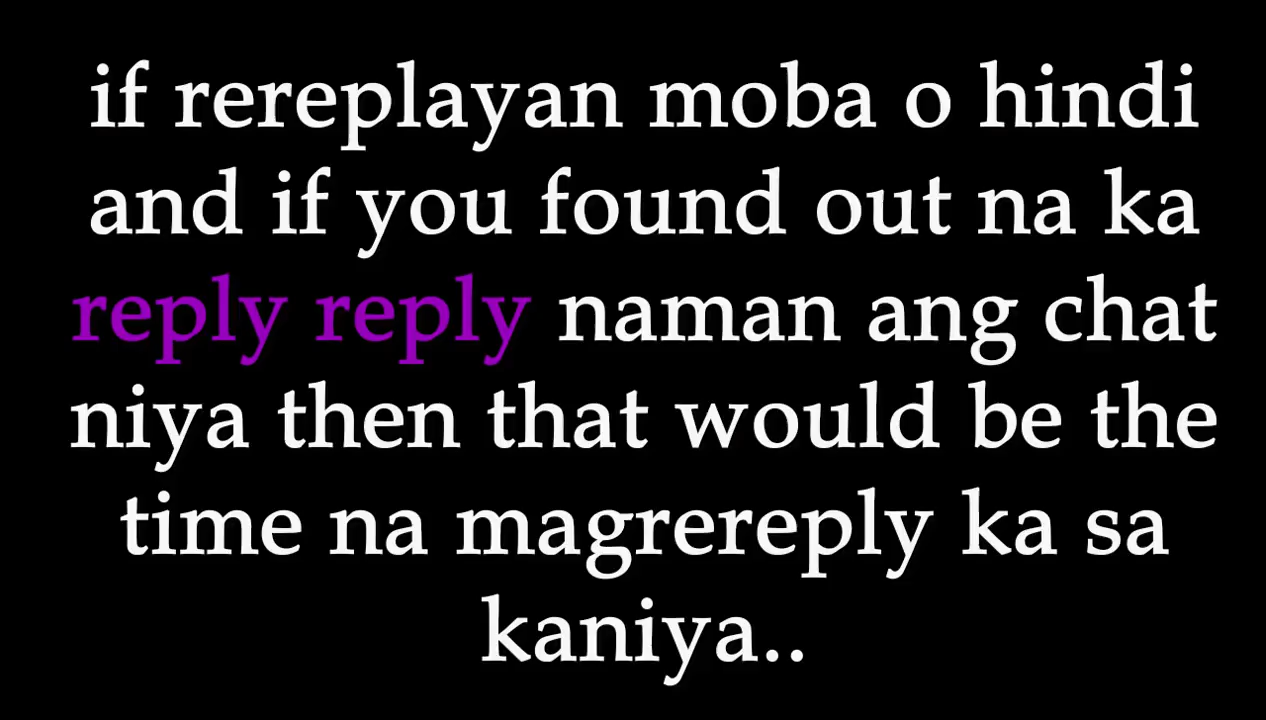 if rereplayan moba o hindi
and if you found out na ka
reply reply naman ang chat
niya then that would be the
time na magrereply ka sa
kaniya..